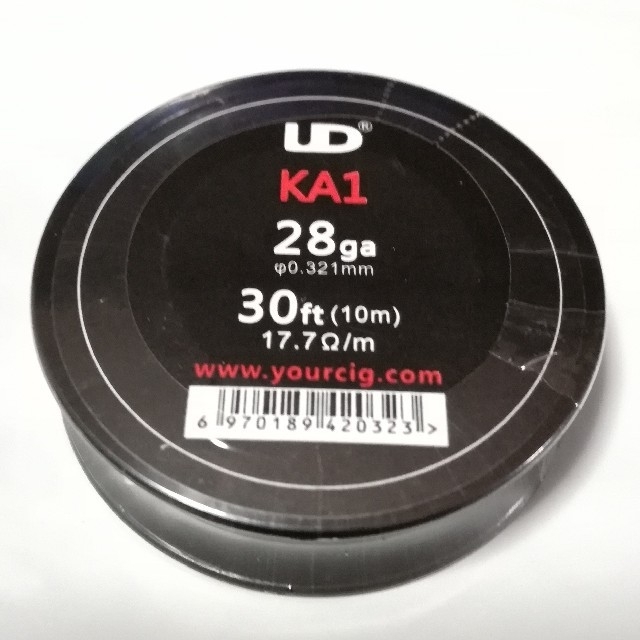 UD®
KA1
28ga
φ0.321mm
30ft (10m)
17.7Ω/m
www.yourcig.com
6 970189 420323 >